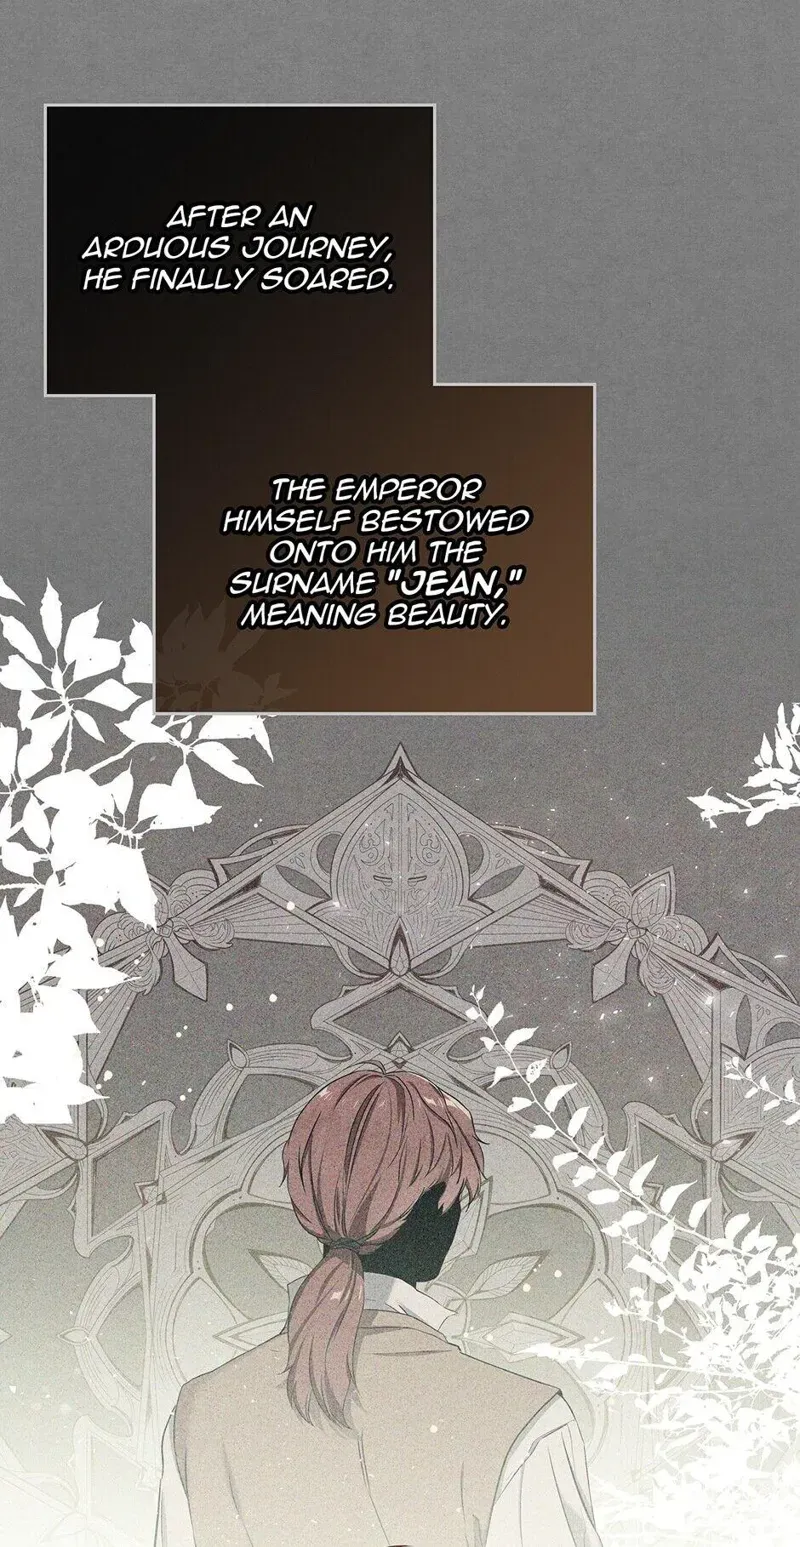 AFTER AN
ARDUOUS JOURNEY,
HE FINALLY SOARED.
THE EMPEROR
HIMSELF BESTOWED
ONTO HIM THE
SURNAME "JEAN,"
MEANING BEAUTY.